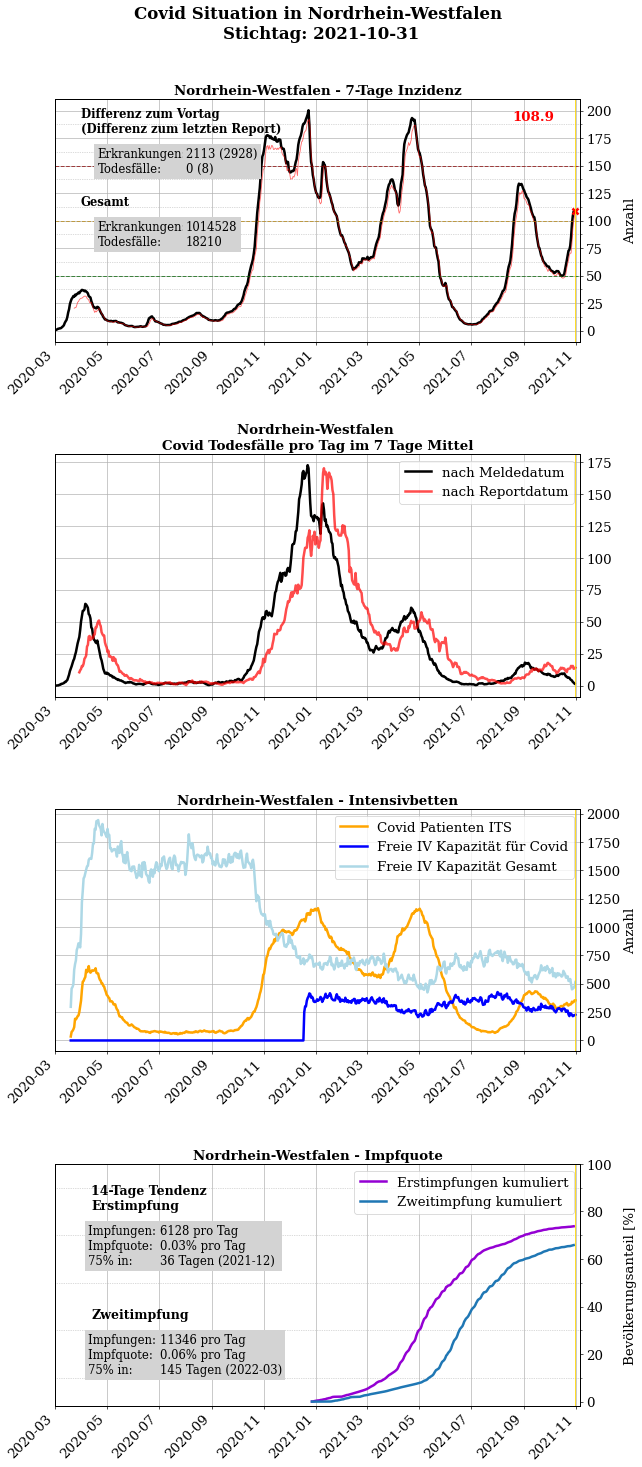 Covid Situation in Nordrhein-Westfalen
Stichtag: 2021-10-31
Nordrhein-Westfalen - 7-Tage Inzidenz
Differenz zum Vortag
(Differenz zum letzten Report)
Erkrankungen 2113 (2928)
Todesfälle: 0 (8)
Gesamt
Erkrankungen 1014528
Todesfälle: 18210
108.9
200
175
150
125
100
75
50
25
0
Anzahl
2020-03
2020-05
2020-07
2020-09
2020-11
2021-01
2021-03
2021-05
2021-07
2021-09
2021-11
Nordrhein-Westfalen
Covid Todesfälle pro Tag im 7 Tage Mittel
nach Meldedatum
nach Reportdatum
175
150
125
100
75
50
25
0
2020-03
2020-05
2020-07
2020-09
2020-11
2021-01
2021-03
2021-05
2021-07
2021-09
2021-11
Nordrhein-Westfalen - Intensivbetten
Covid Patienten ITS
Freie IV Kapazität für Covid
Freie IV Kapazität Gesamt
2000
1750
1500
1250
1000
750
500
250
0
Anzahl
2020-03
2020-05
2020-07
2020-09
2020-11
2021-01
2021-03
2021-05
2021-07
2021-09
2021-11
Nordrhein-Westfalen - Impfquote
14-Tage Tendenz
Erstimpfung
Impfungen: 6128 pro Tag
Impfquote: 0.03% pro Tag
75% in: 36 Tagen (2021-12)
Zweitimpfung
Impfungen: 11346 pro Tag
Impfquote: 0.06% pro Tag
75% in: 145 Tagen (2022-03)
Erstimpfungen kumuliert
Zweitimpfung kumuliert
100
80
60
40
20
0
Bevölkerungsanteil [%]
2020-03
2020-05
2020-07
2020-09
2020-11
2021-01
2021-03
2021-05
2021-07
2021-09
2021-11